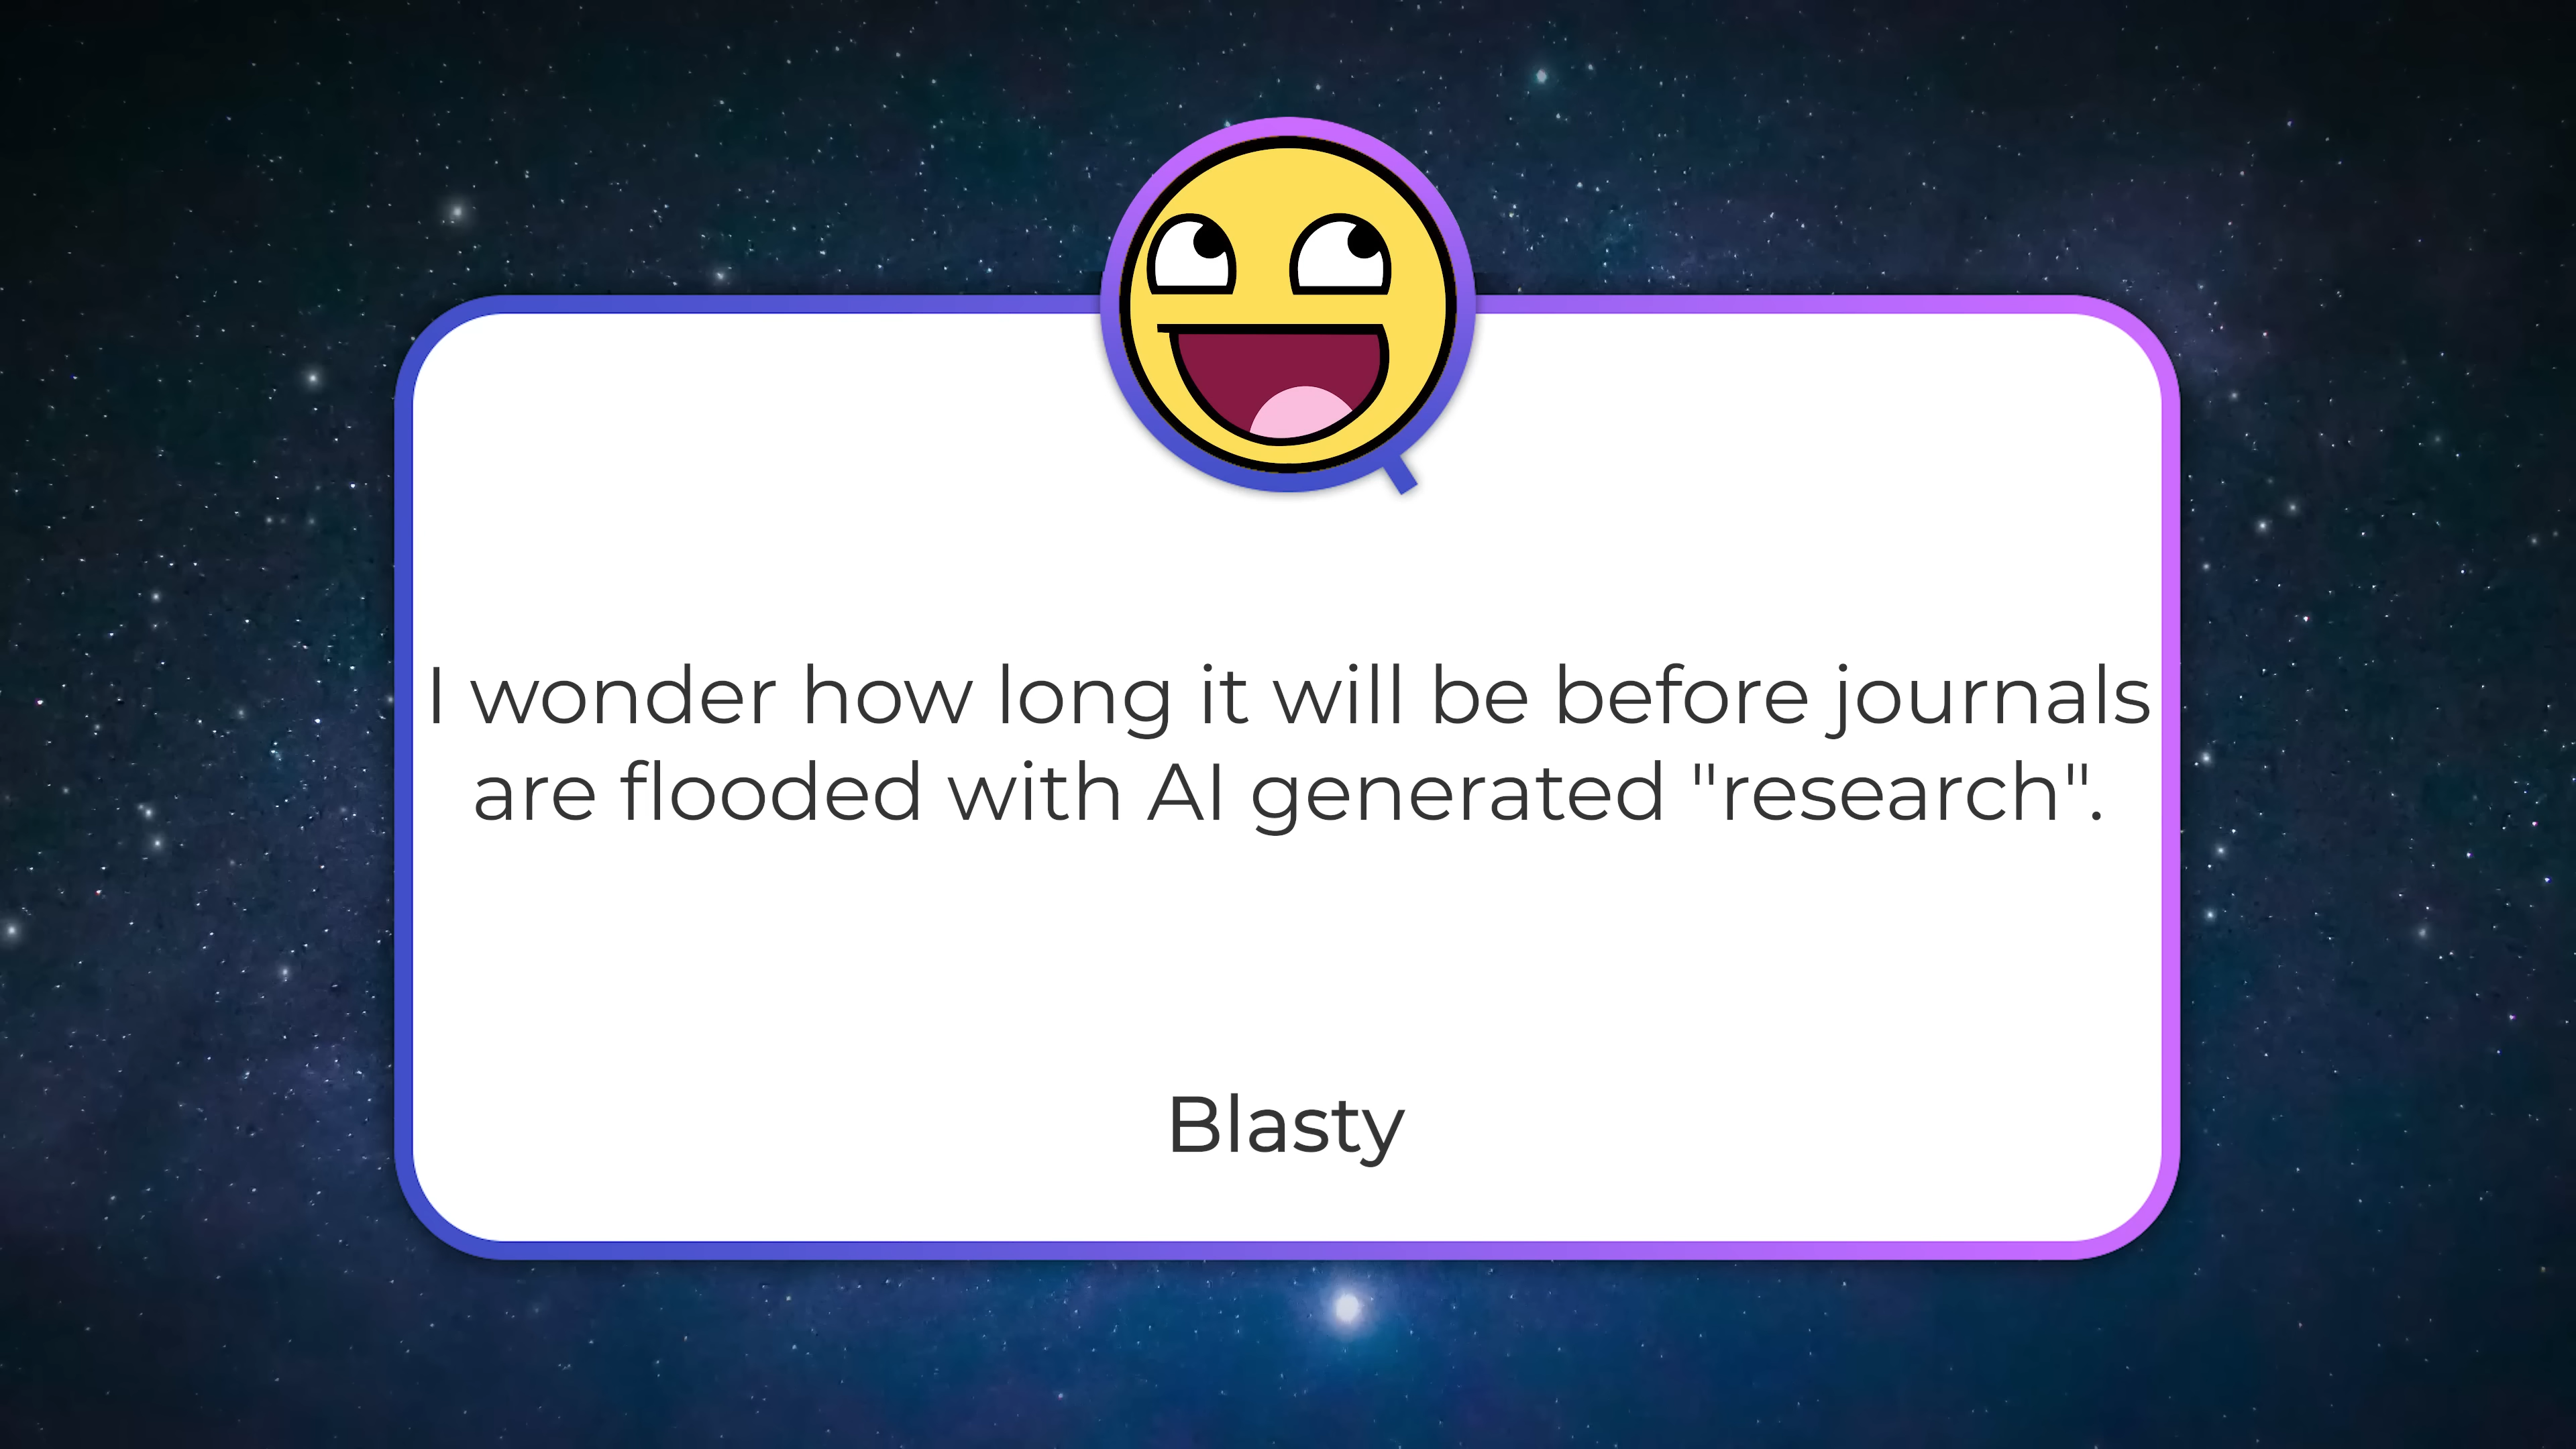 I wonder how long it will be before journals
are flooded with AI generated "research".
Blasty